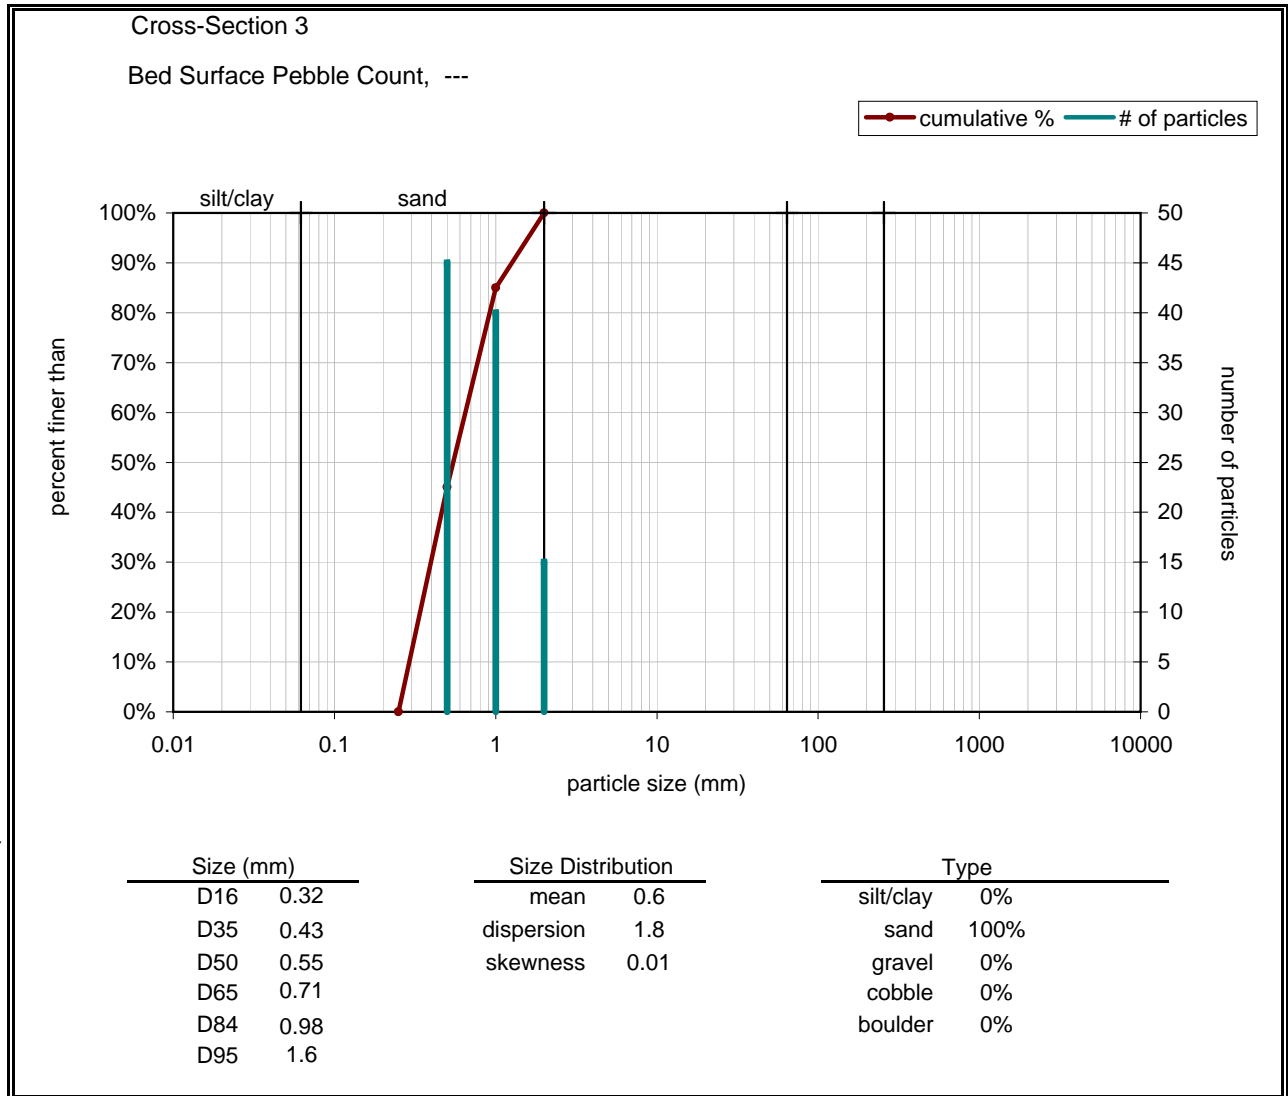 Cross-Section 3
Bed Surface Pebble Count, ---
cumulative % # of particles
silt/clay sand
100% 50
90% 45
80% 40
70% 35
60% 30
50% 25
40% 20
30% 15
20% 10
10% 5
0% 0
percent finer than
number of particles
0.01 0.1 1 10 100 1000 10000
particle size (mm)
Size (mm) Size Distribution Type
D16 0.32 mean 0.6 silt/clay 0%
D35 0.43 dispersion 1.8 sand 100%
D50 0.55 skewness 0.01 gravel 0%
D65 0.71 cobble 0%
D84 0.98 boulder 0%
D95 1.6